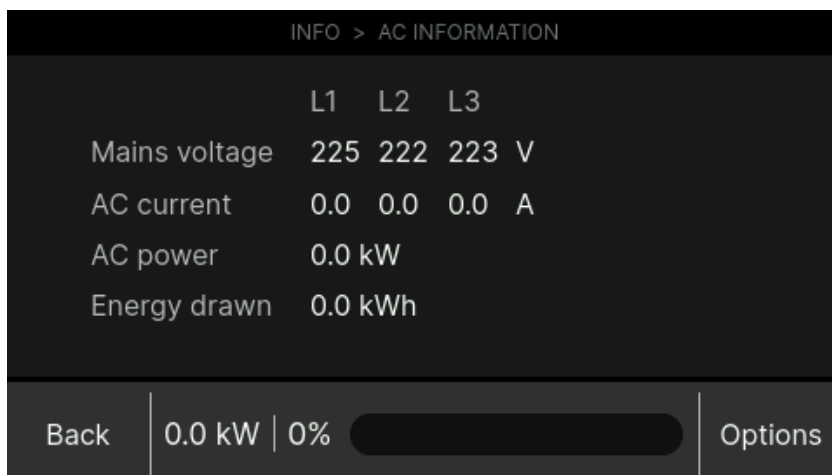 INFO > AC INFORMATION
L1 L2 L3
Mains voltage 225 222 223 V
AC current 0.0 0.0 0.0 A
AC power 0.0 kW
Energy drawn 0.0 kWh
Back 0.0 kW 0% Options